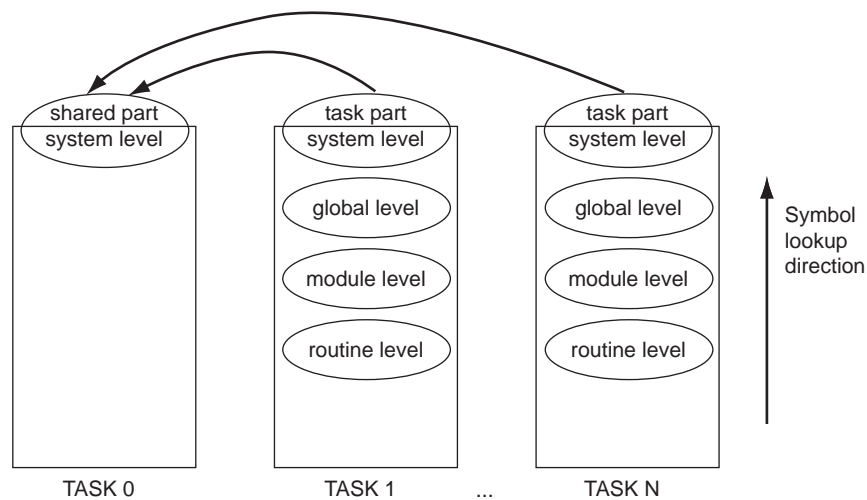 shared part
system level
task part
system level
task part
system level
global level
global level
module level
module level
routine level
routine level
Symbol
lookup
direction
TASK 0
TASK 1
...
TASK N